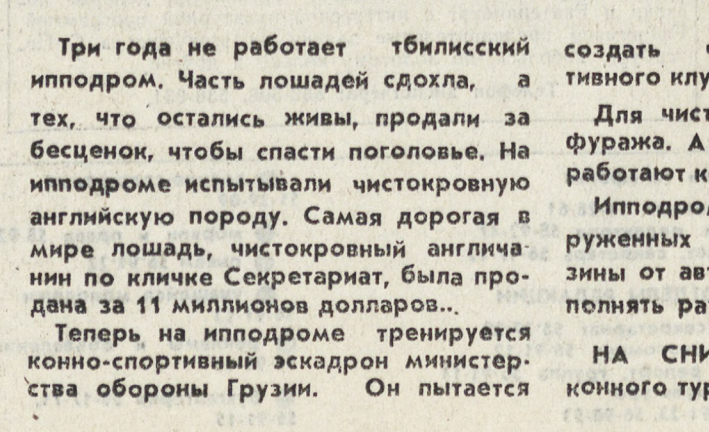 Три года не работает тбилисский
ипподром. Часть лошадей сдохла, а
тех, что остались живы, продали за
бесценок, чтобы спасти поголовье. На
ипподроме испытывали чистокровную
английскую породу. Самая дорогая в
мире лошадь, чистокровный англича-
нин по кличке Секретариат, была про-
дана за 11 миллионов долларов...
Теперь на ипподроме тренируется
конно-спортивный эскадрон министер-
ства обороны Грузии. Он пытается
создать
тивного клу
Для чист
фуража. А
работают к
Ипподром
руженных
зины от авт
полнять ра
НА СНИ
конного тур